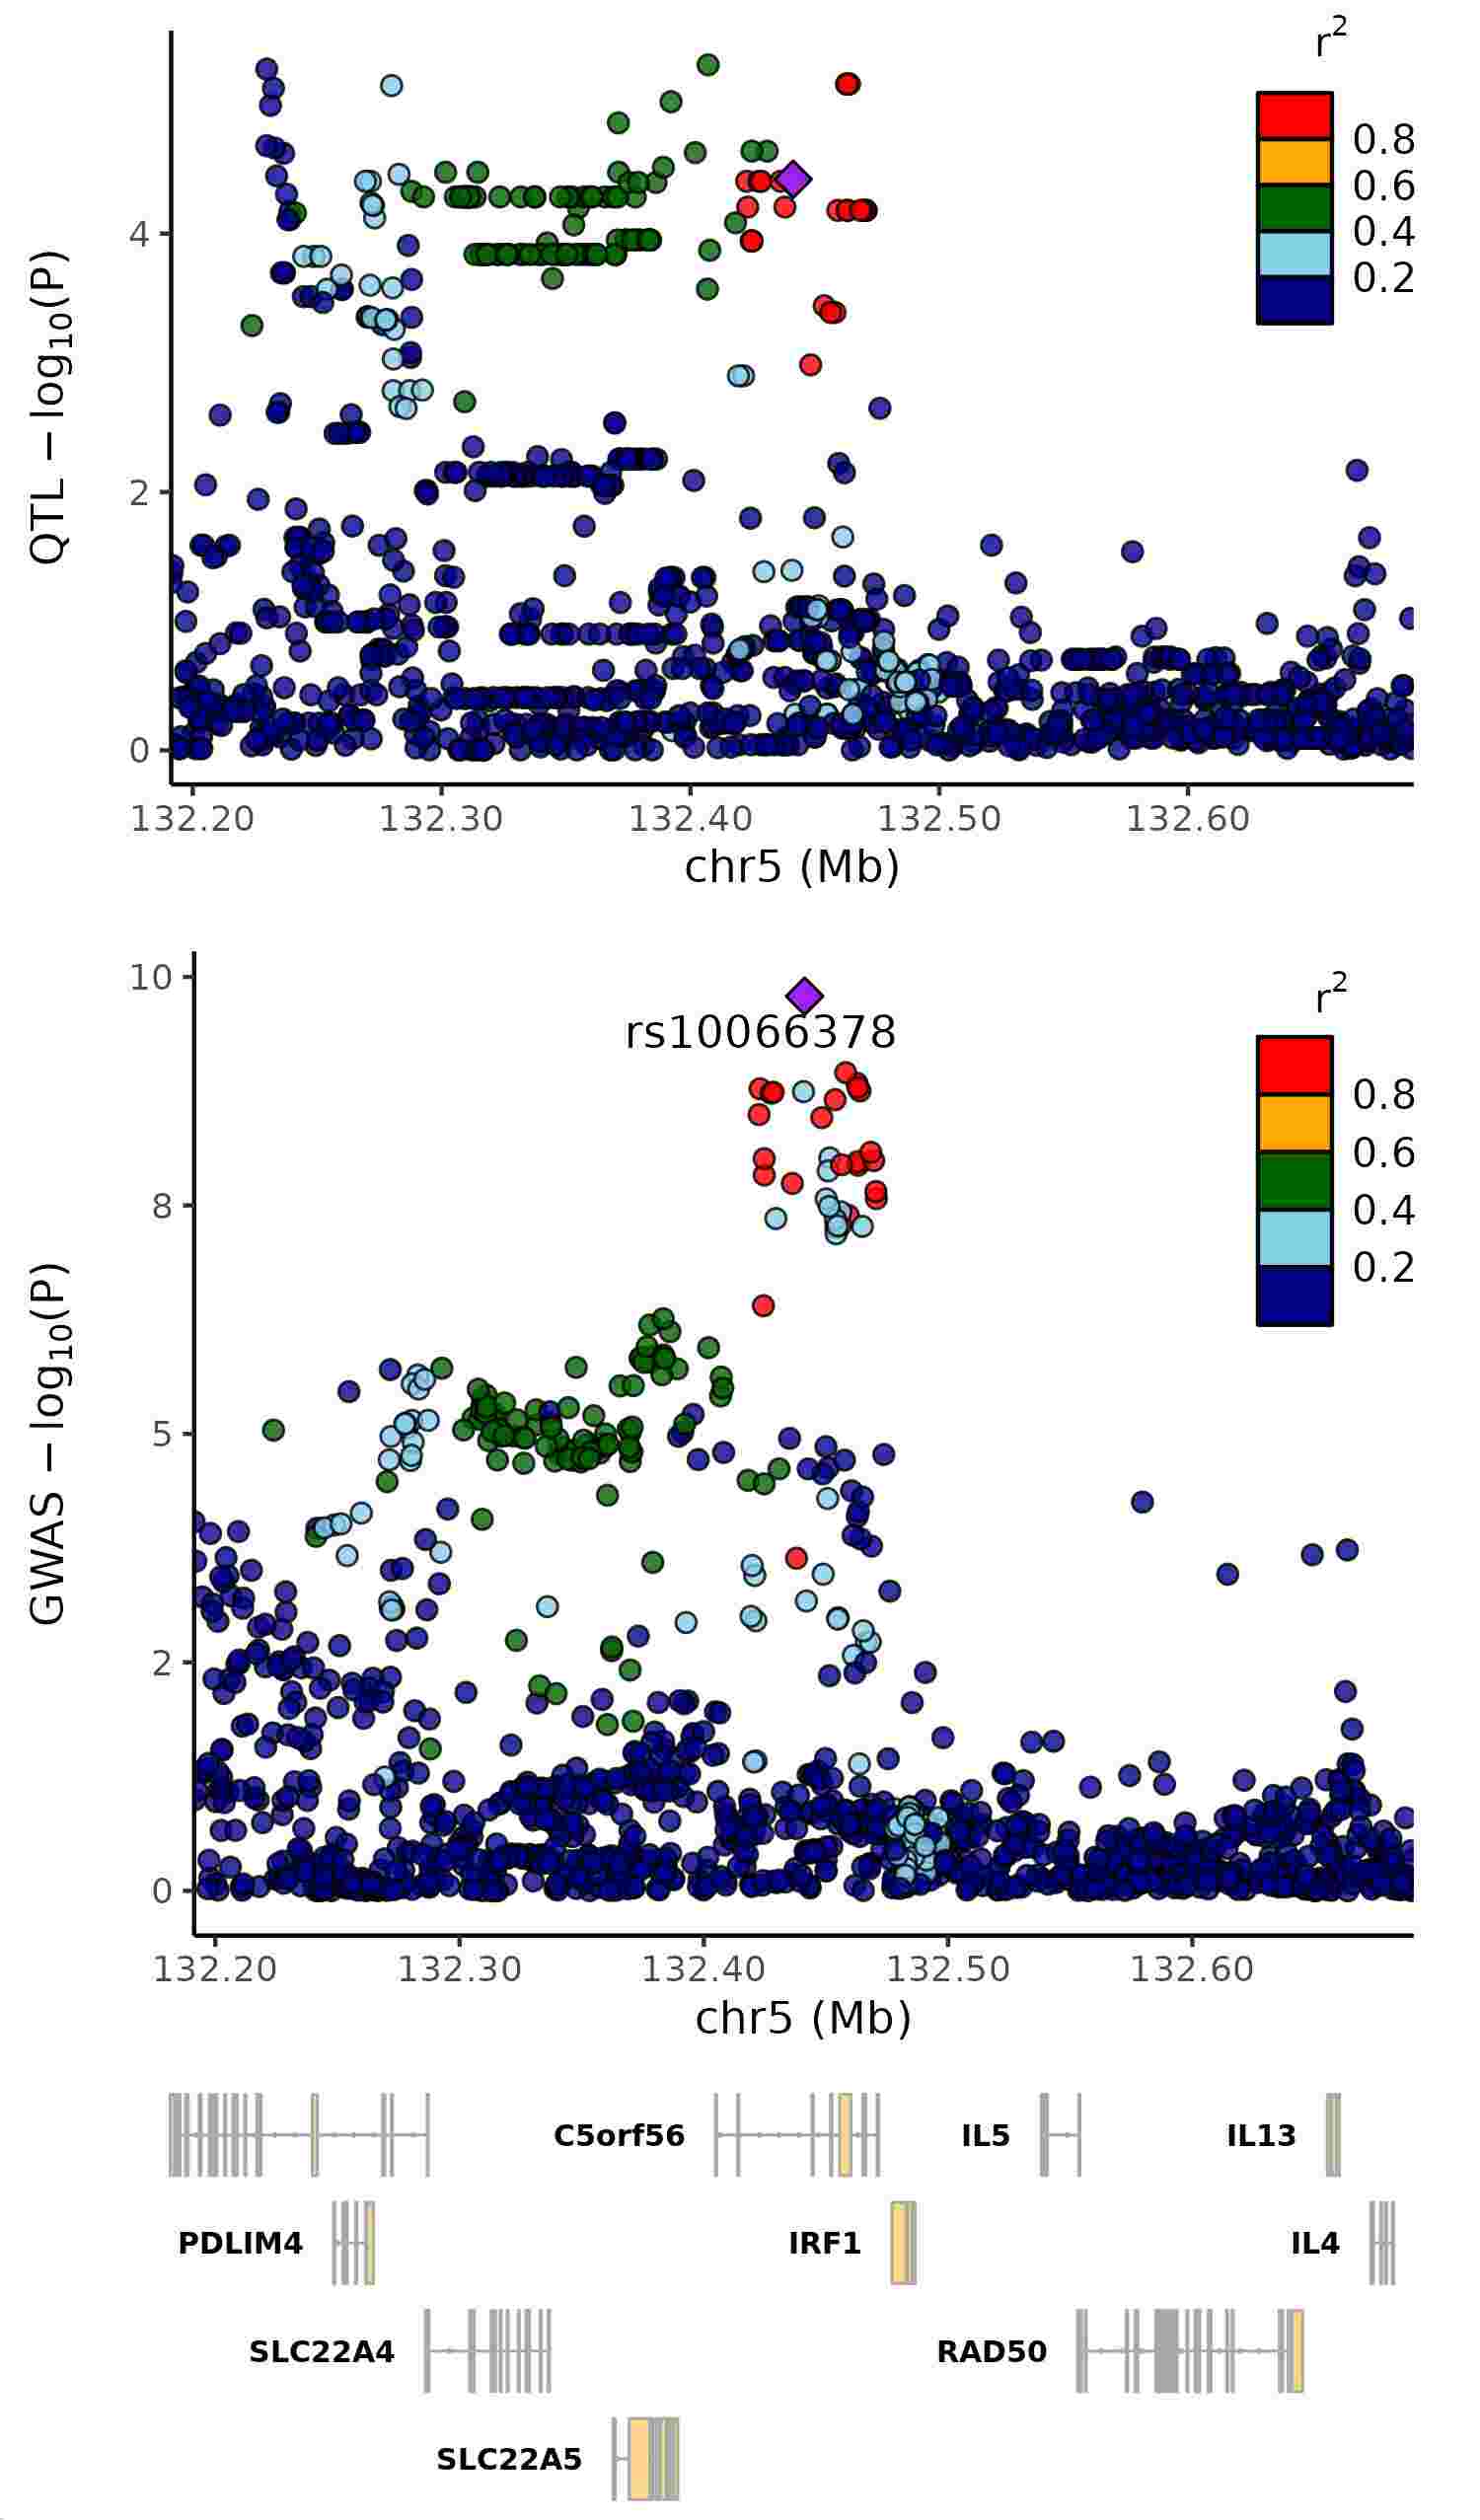 r2
0.8
0.6
0.4
0.2
QTL − log10(P)
4
2
0
132.20 132.30 132.40 132.50 132.60
chr5 (Mb)
10
8
5
2
0
rs10066378
r2
0.8
0.6
0.4
0.2
GWAS − log10(P)
132.20 132.30 132.40 132.50 132.60
chr5 (Mb)
C5orf56 IL5 IL13
PDLIM4 IRF1 IL4
SLC22A4 RAD50
SLC22A5